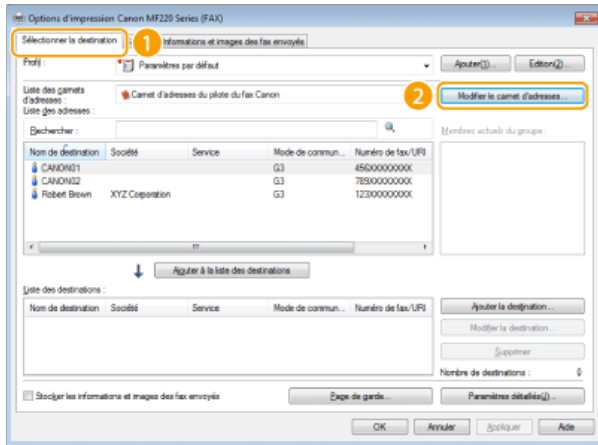 Options d'impression Canon MF220 Series (FAX)
Sélectionner la destination
1
Informations et images des fax envoyés
Profil :
Paramètres par défaut
Ajouter(1)...
Edition(2)...
Liste des carnets
d'adresses :
Carnet d'adresses du pilote du fax Canon
2
Modifier le carnet d'adresses...
Liste des adresses :
Rechercher :
Membres actuels du groupe :
Nom de destination Société Service Mode de commun... Numéro de fax/URI
CANON01 G3 456XXXXXXXX
CANON02 G3 789XXXXXXXX
Robert Brown XYZ Corporation G3 123XXXXXXXX
Ajouter à la liste des destinations
Liste des destinations :
Nom de destination Société Service Mode de commun... Numéro de fax/URI
Ajouter la destination...
Modifier la destination...
Supprimer
Nombre de destinations : 0
Stocker les informations et images des fax envoyés
Page de garde...
Paramètres détaillés(J)...
OK Annuler Appliquer Aide